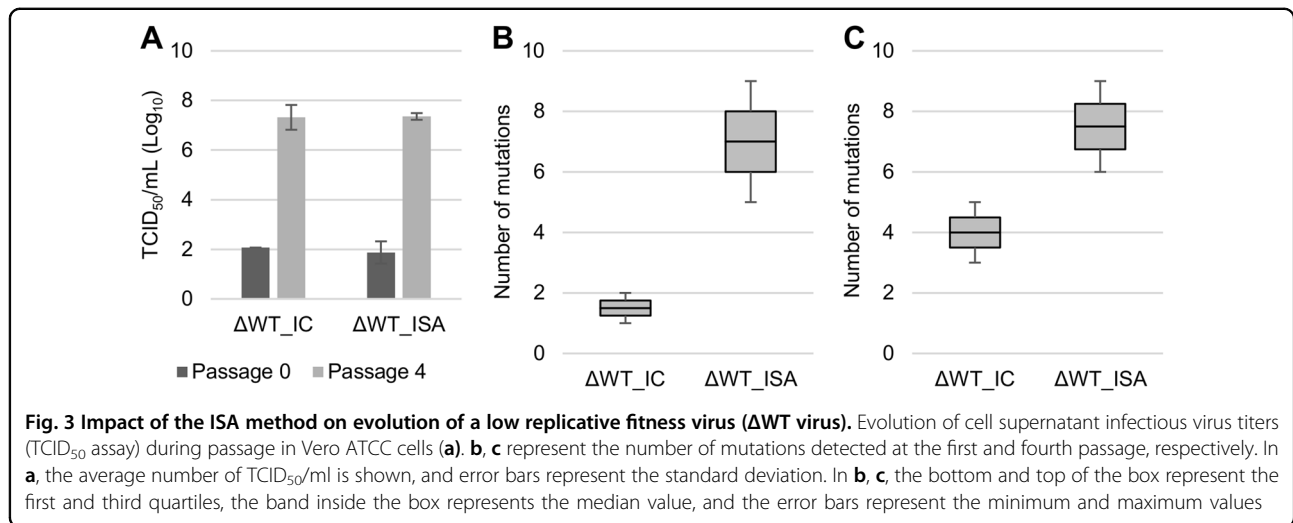 A
10
8
6
4
2
0
TCID50/mL (Log10)
ΔWT_IC
ΔWT_ISA
Passage 0
Passage 4
B
10
8
6
4
2
0
Number of mutations
ΔWT_IC
ΔWT_ISA
C
10
8
6
4
2
0
Number of mutations
ΔWT_IC
ΔWT_ISA
Fig. 3 Impact of the ISA method on evolution of a low replicative fitness virus (ΔWT virus). Evolution of cell supernatant infectious virus titers
(TCID50 assay) during passage in Vero ATCC cells (a). b, c represent the number of mutations detected at the first and fourth passage, respectively. In
a, the average number of TCID50/ml is shown, and error bars represent the standard deviation. In b, c, the bottom and top of the box represent the
first and third quartiles, the band inside the box represents the median value, and the error bars represent the minimum and maximum values